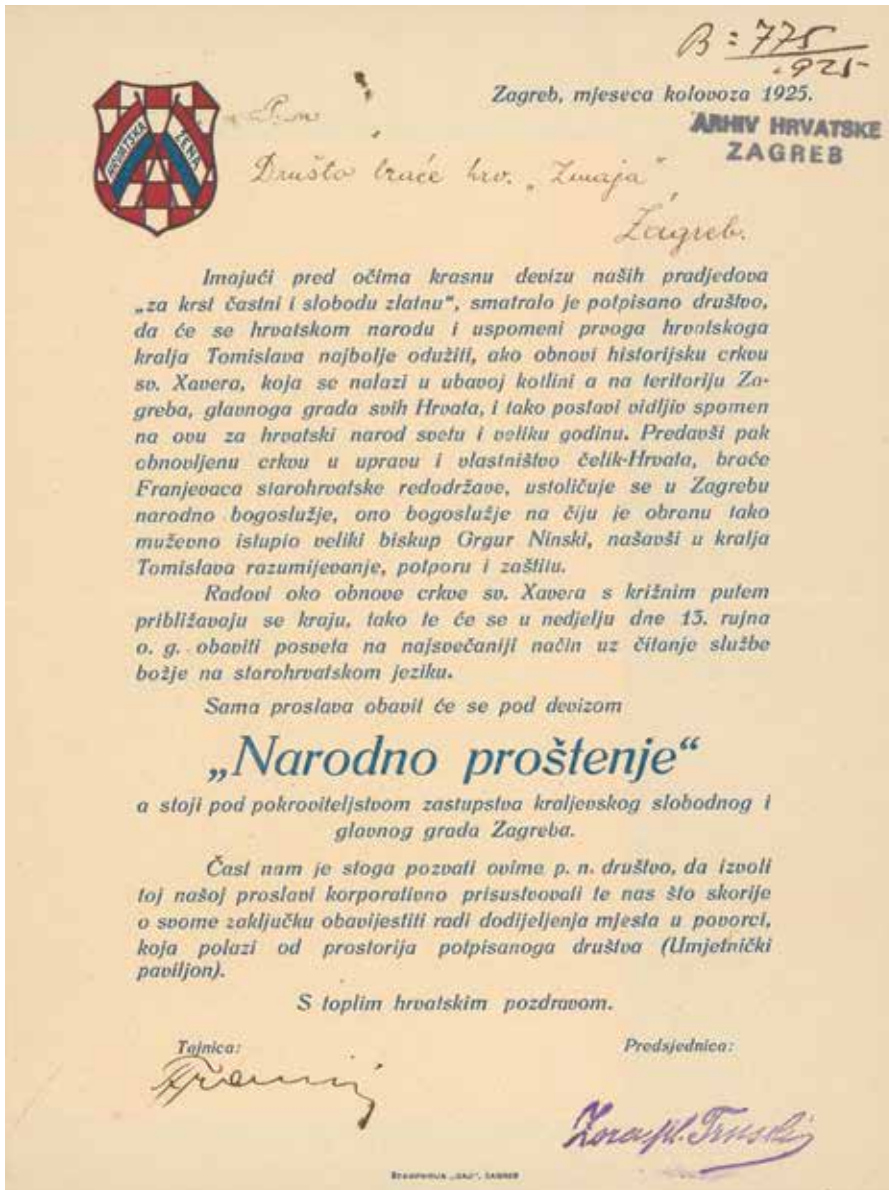 B : 775
1925
Zagreb, mjeseca kolovoza 1925.
ARHIV HRVATSKE
ZAGREB
HRVATSKA
ŽENA
P. n.
Društo braće hrv. „Zmaja”
Zagreb.
Imajući pred očima krasnu devizu naših pradjedova
„za krst častni i slobodu zlatnu“, smatralo je potpisano društvo,
da će se hrvatskom narodu i uspomeni prvoga hrvatskoga
kralja Tomislava najbolje odužiti, ako obnovi historijsku crkvu
sv. Xavera, koja se nalazi u ubavoj kotlini a na teritoriju Za-
greba, glavnoga grada svih Hrvata, i tako postavi vidljiv spomen
na ovu za hrvatski narod svetu i veliku godinu. Predavši pak
obnovljenu crkvu u upravu i vlastništvo čelik-Hrvata, braće
Franjevaca starohrvatske redodržave, ustoličuje se u Zagrebu
narodno bogoslužje, ono bogoslužje na čiju je obranu tako
muževno istupio veliki biskup Grgur Ninski, našavši u kralja
Tomislava razumijevanje, potporu i zaštitu.
Radovi oko obnove crkve sv. Xavera s križnim putem
približavaju se kraju, tako te će se u nedjelju dne 13. rujna
o. g. obaviti posveta na najsvečaniji način uz čitanje službe
božje na starohrvatskom jeziku.
Sama proslava obavit će se pod devizom
„Narodno proštenje“
a stoji pod pokroviteljstvom zastupstva kraljevskog slobodnog i
glavnog grada Zagreba.
Čast nam je stoga pozvati ovime p. n. društvo, da izvoli
toj našoj proslavi korporativno prisustvovati te nas što skorije
o svome zaključku obavijestiti radi dodijeljenja mjesta u povorci,
koja polazi od prostorija potpisanoga društva (Umjetnički
paviljon).
S toplim hrvatskim pozdravom.
Tajnica:
Predsjednica:
Zora pl.
„GAJ“, ZAGREB